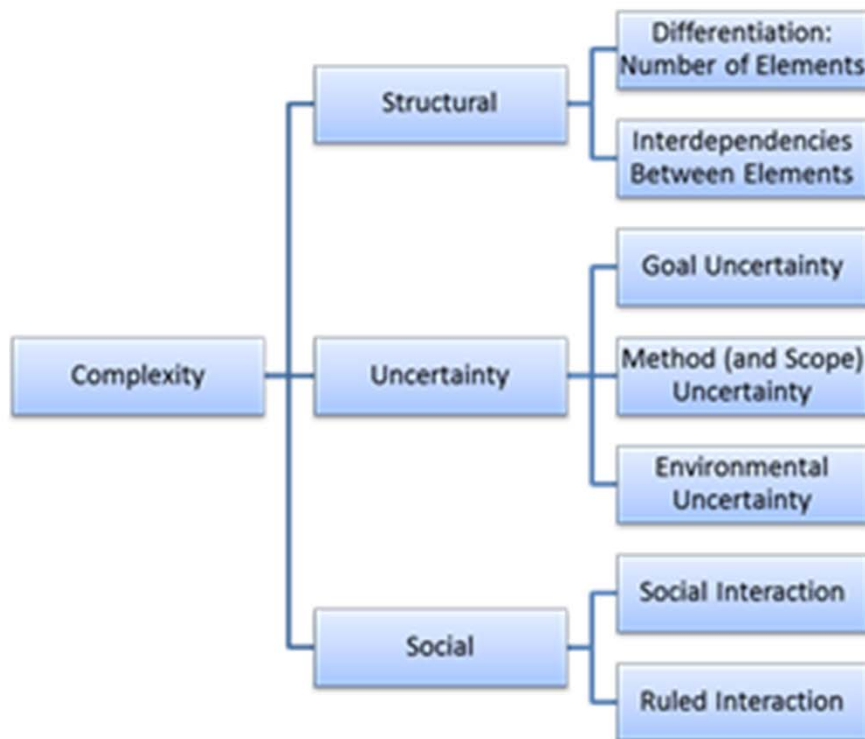 Differentiation:
Number of Elements
Structural
Interdependencies
Between Elements
Goal Uncertainty
Complexity
Uncertainty
Method (and Scope)
Uncertainty
Environmental
Uncertainty
Social Interaction
Social
Ruled Interaction